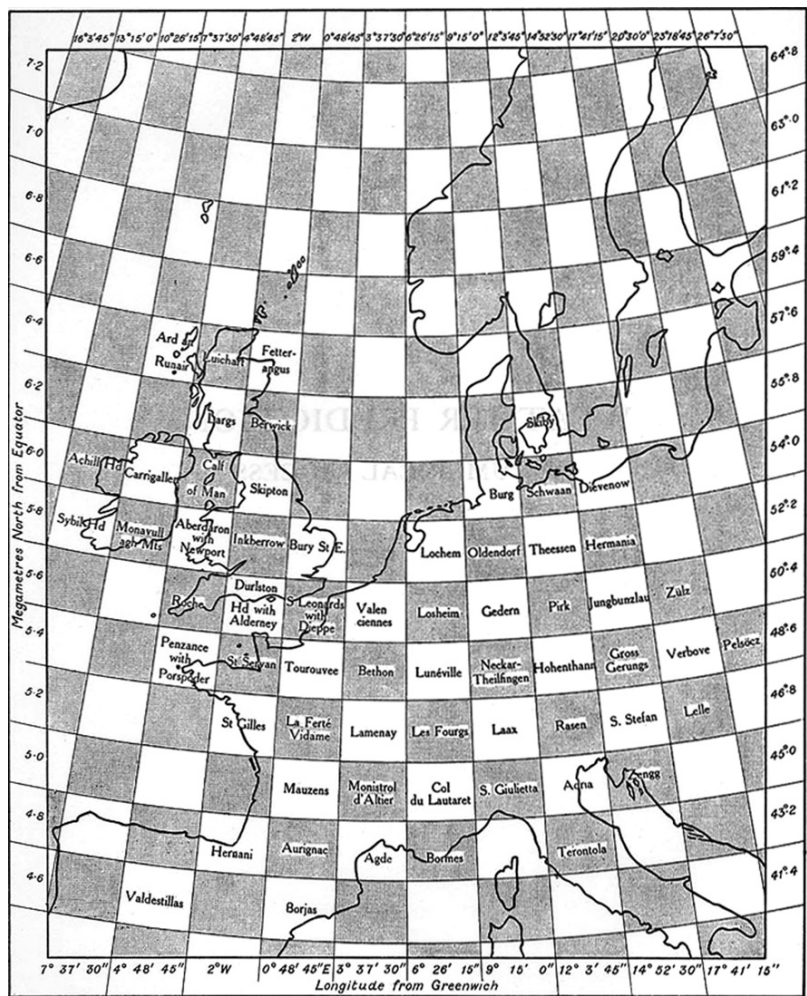 16°3'45" 13°15'0" 10°26'15" 7°37'30" 4°48'45" 2°W 0°48'45" 3°37'30" 6°26'15" 9°15'0" 12°3'45" 14°52'30" 17°41'15" 20°30'0" 23°18'45" 26°7'30"
7·2
64°·8
7·0
63°·0
6·8
61°·2
6·6
59°·4
6·4
57°·6
Ard an
Runair
Luichart
Fetter-
angus
6·2
55°·8
Largs
Berwick
Skiby
6·0
54°·0
Achill Hd
Carrigallen
Calf
of Man
Skipton
Burg
Schwaan
Dievenow
5·8
52°·2
Sybil Hd
Monavull
agh Mts
Aberdaron
with
Newport
Inkberrow
Bury St E.
Lochem
Oldendorf
Theessen
Hermania
5·6
50°·4
Roche
Durlston
Hd with
Alderney
S Leonards
with
Dieppe
Valen
ciennes
Losheim
Gedern
Pirk
Jungbunzlau
Zülz
5·4
48°·6
Penzance
with
Porspoder
St Servan
Tourouvee
Bethon
Lunéville
Neckar-
Theilfingen
Hohenthann
Gross
Gerungs
Verbove
Pelsöcz
5·2
46°·8
St Gilles
La Ferté
Vidame
Lamenay
Les Fourgs
Laax
Rasen
S. Stefan
Lelle
5·0
45°·0
Mauzens
Monistrol
d'Altier
Col
du Lautaret
S. Giulietta
Adria
Zengg
4·8
43°·2
Hernani
Aurignac
Agde
Bormes
Terontola
4·6
41°·4
Valdestillas
Borjas
Megametres North from Equator
7° 37' 30" 4° 48' 45" 2°W 0° 48' 45"E 3° 37' 30" 6° 26' 15" 9° 15' 0" 12° 3' 45" 14° 52' 30" 17° 41' 15"
Longitude from Greenwich